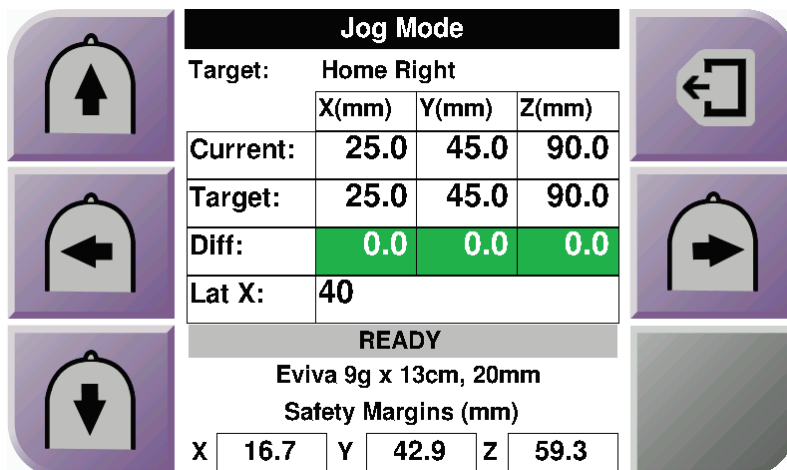 Jog Mode
Target: Home Right
X(mm) Y(mm) Z(mm)
Current: 25.0 45.0 90.0
Target: 25.0 45.0 90.0
Diff: 0.0 0.0 0.0
Lat X: 40
READY
Eviva 9g x 13cm, 20mm
Safety Margins (mm)
X 16.7 Y 42.9 Z 59.3